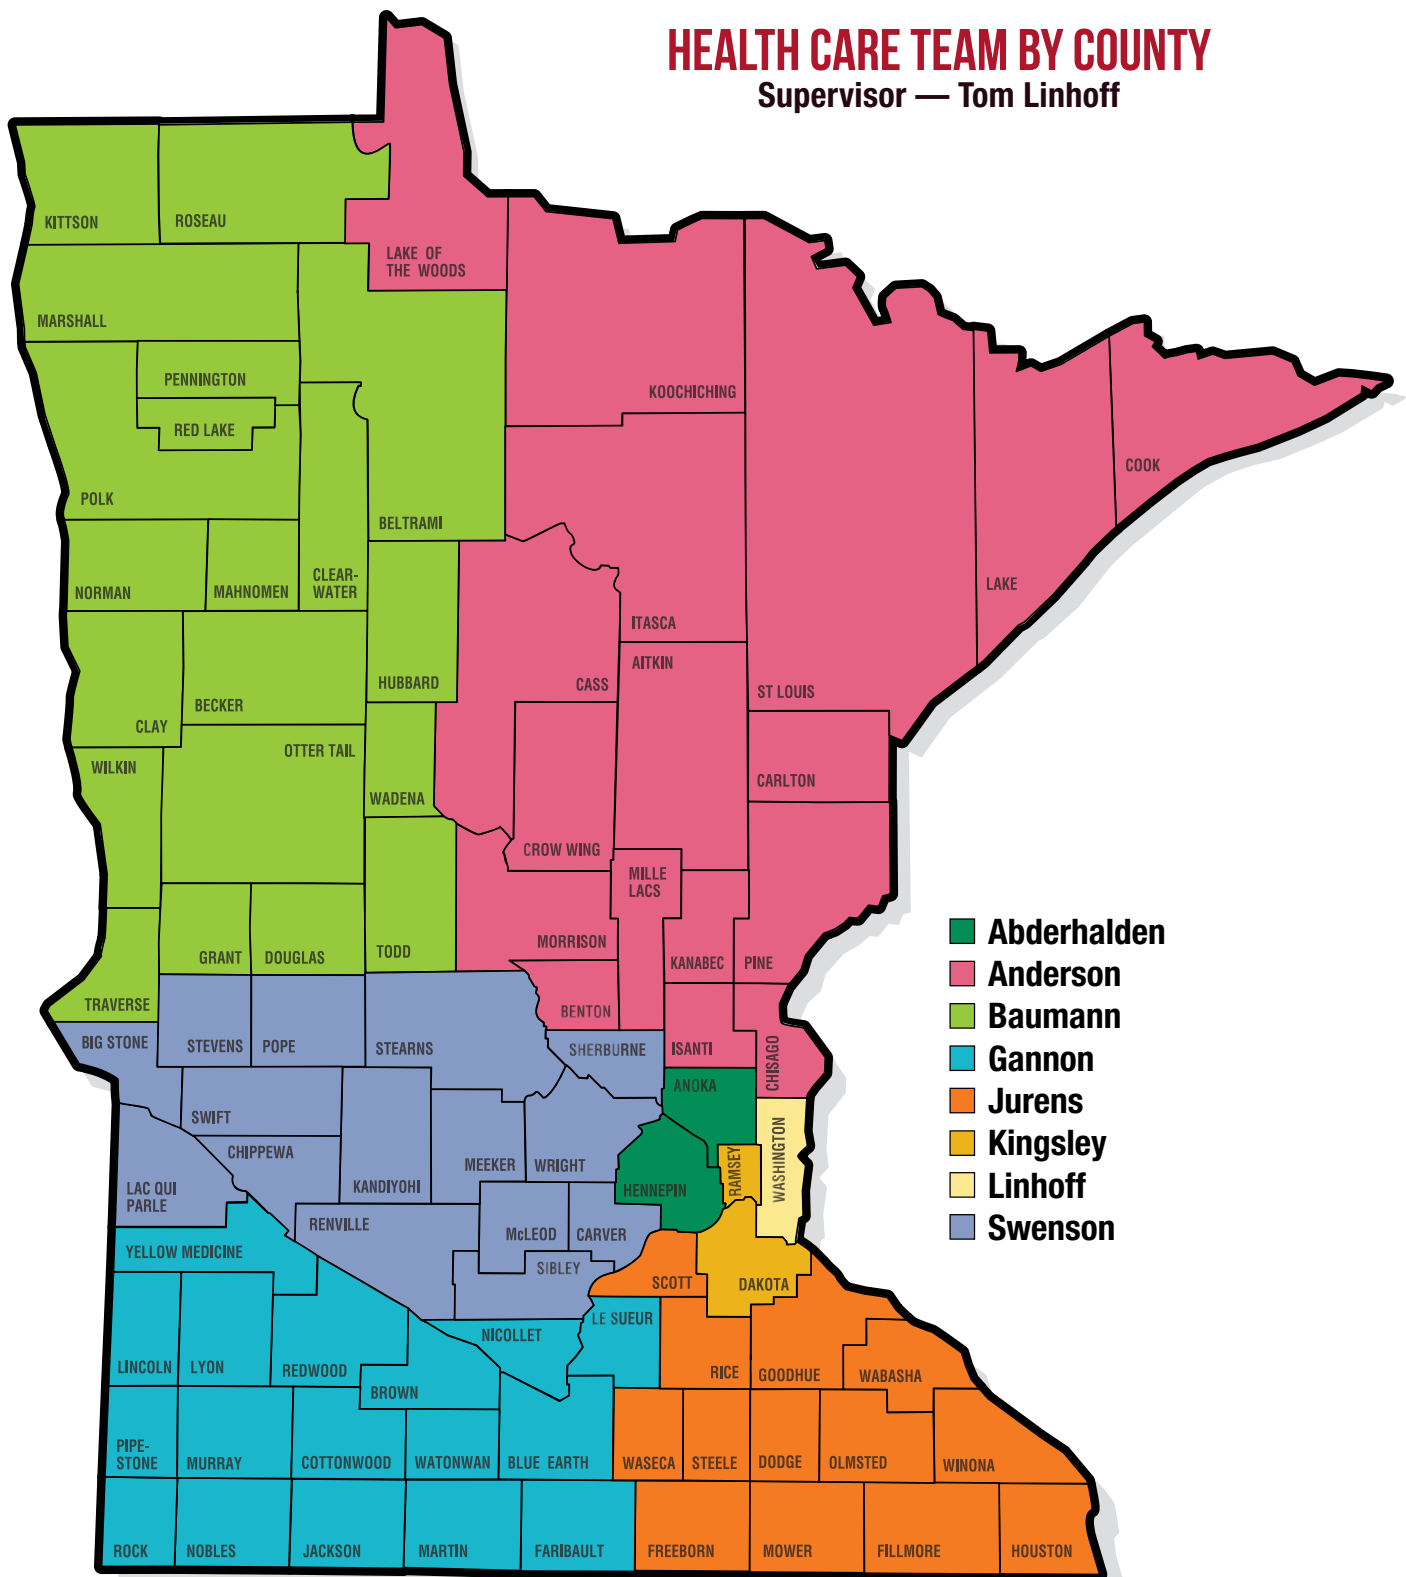 HEALTH CARE TEAM BY COUNTY
Supervisor — Tom Linhoff
KITTSON
ROSEAU
LAKE OF
THE WOODS
MARSHALL
PENNINGTON
KOOCHICHING
RED LAKE
COOK
POLK
BELTRAMI
CLEAR-
WATER
LAKE
NORMAN
MAHNOMEN
ITASCA
AITKIN
HUBBARD
CASS
ST LOUIS
BECKER
CLAY
OTTER TAIL
WILKIN
CARLTON
WADENA
CROW WING
MILLE
LACS
MORRISON
TODD
GRANT
DOUGLAS
KANABEC
PINE
TRAVERSE
BENTON
BIG STONE
STEVENS
POPE
STEARNS
SHERBURNE
ISANTI
CHISAGO
ANOKA
SWIFT
CHIPPEWA
MEEKER
WRIGHT
RAMSEY
WASHINGTON
LAC QUI
PARLE
KANDIYOHI
HENNEPIN
RENVILLE
McLEOD
CARVER
YELLOW MEDICINE
SIBLEY
SCOTT
DAKOTA
LE SUEUR
NICOLLET
LINCOLN
LYON
REDWOOD
RICE
GOODHUE
WABASHA
BROWN
PIPE-
STONE
MURRAY
COTTONWOOD
WATONWAN
BLUE EARTH
WASECA
STEELE
DODGE
OLMSTED
WINONA
ROCK
NOBLES
JACKSON
MARTIN
FARIBAULT
FREEBORN
MOWER
FILLMORE
HOUSTON
Abderhalden
Anderson
Baumann
Gannon
Jurens
Kingsley
Linhoff
Swenson